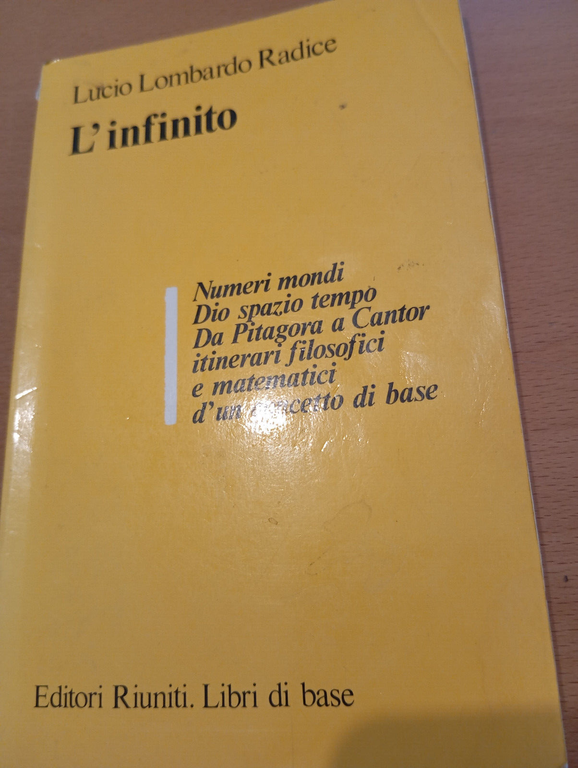 Lucio Lombardo Radice
L'infinito
Numeri mondi
Dio spazio tempo
Da Pitagora a Cantor
itinerari filosofici
e matematici
d'un concetto di base
Editori Riuniti. Libri di base